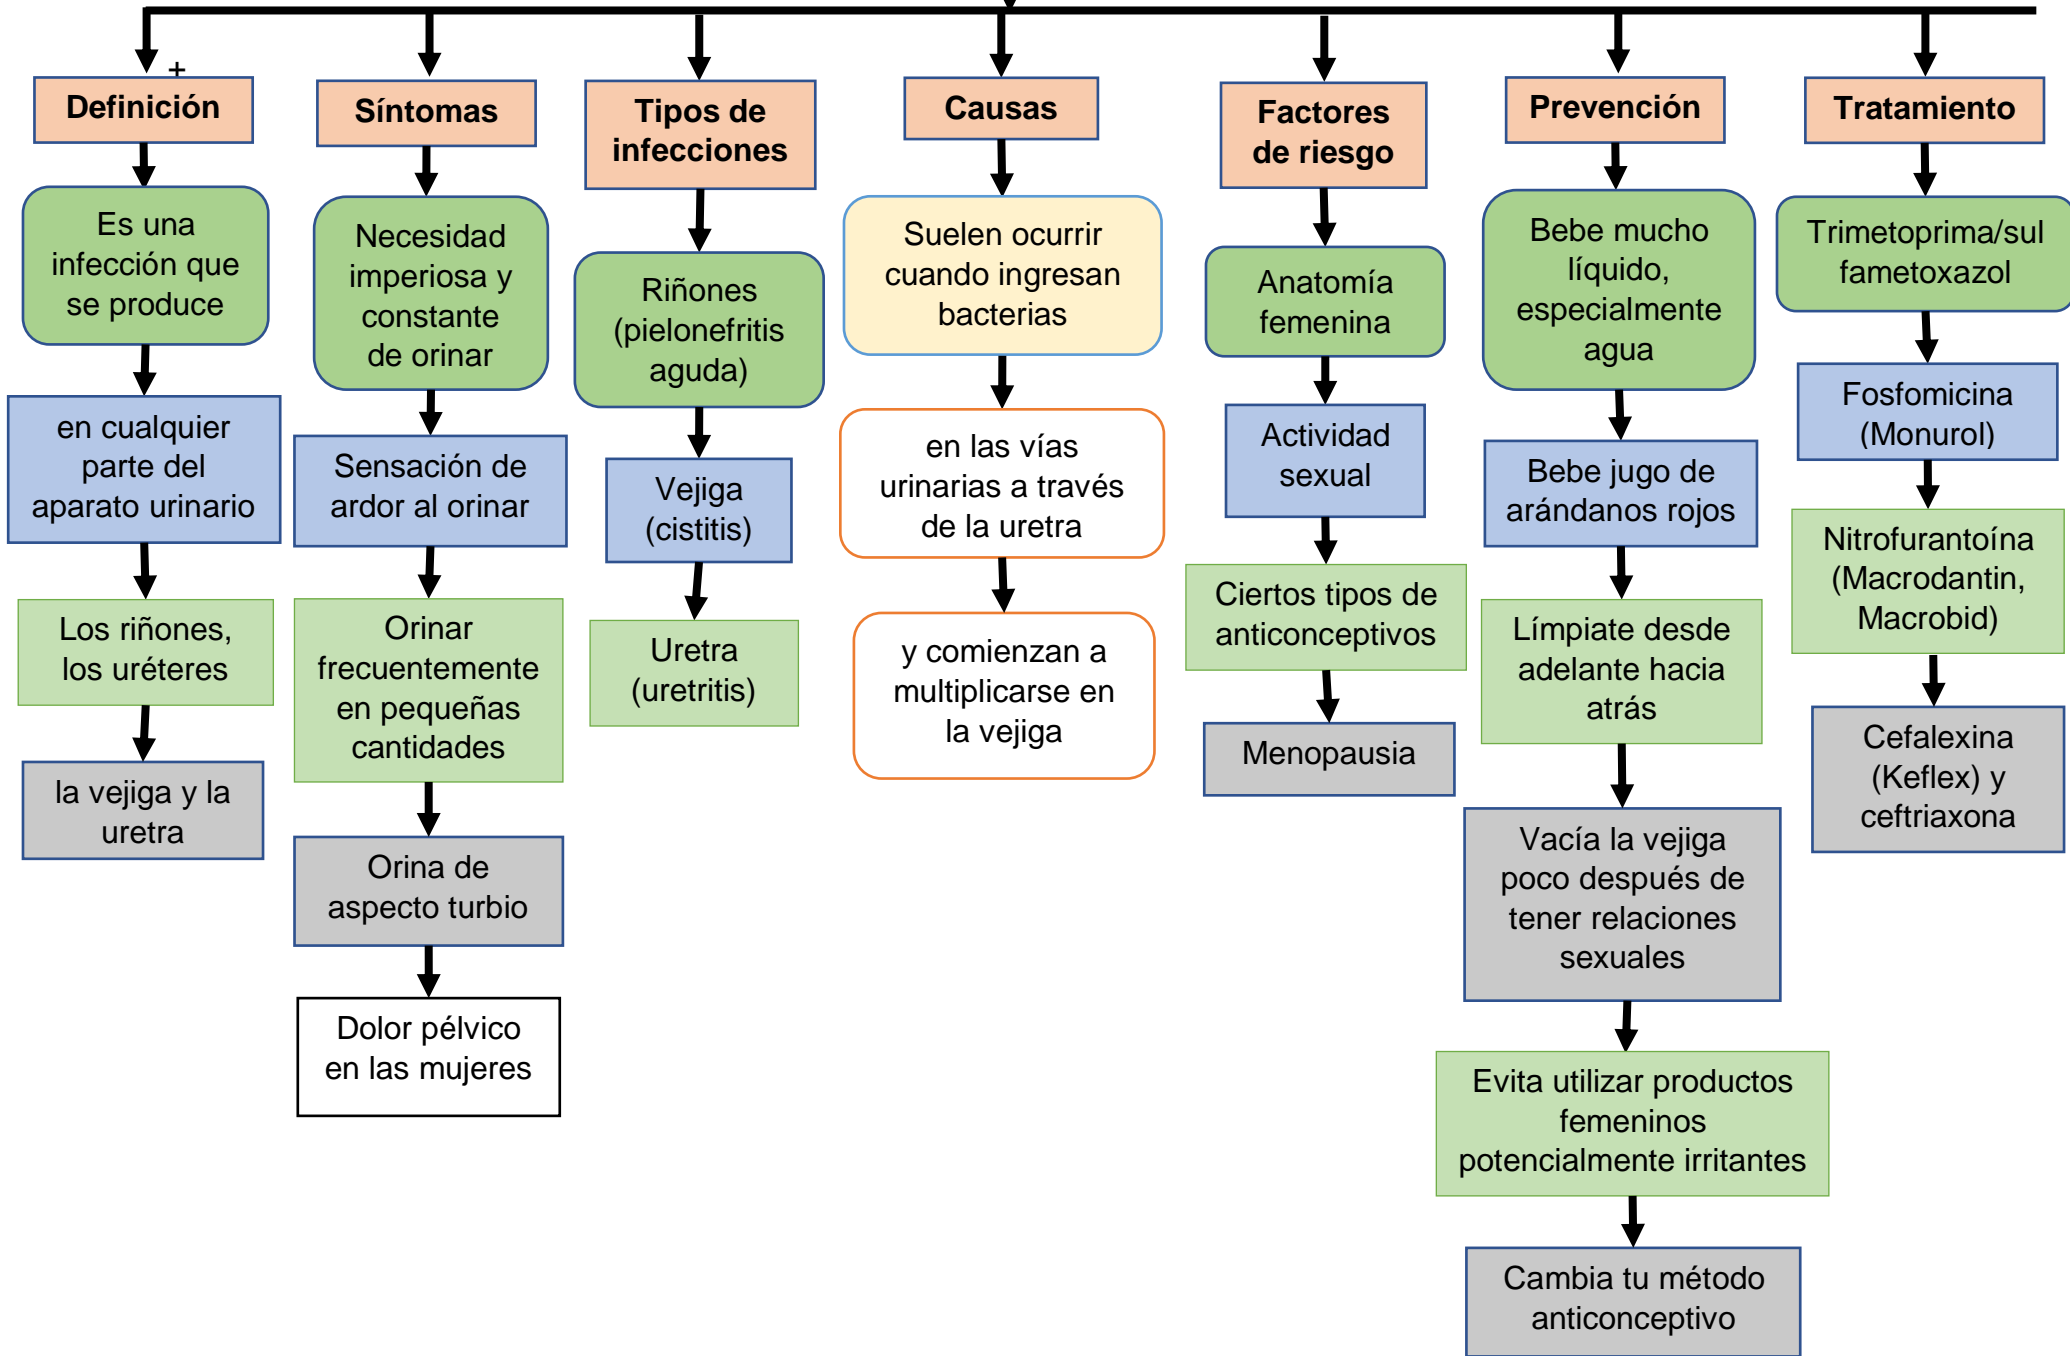 +
Definición
Es una
infección que
se produce
en cualquier
parte del
aparato urinario
Los riñones,
los uréteres
la vejiga y la
uretra
Síntomas
Necesidad
imperiosa y
constante
de orinar
Sensación de
ardor al orinar
Orinar
frecuentemente
en pequeñas
cantidades
Orina de
aspecto turbio
Dolor pélvico
en las mujeres
Tipos de
infecciones
Riñones
(pielonefritis
aguda)
Vejiga
(cistitis)
Uretra
(uretritis)
Causas
Suelen ocurrir
cuando ingresan
bacterias
en las vías
urinarias a través
de la uretra
y comienzan a
multiplicarse en
la vejiga
Factores
de riesgo
Anatomía
femenina
Actividad
sexual
Ciertos tipos de
anticonceptivos
Menopausia
Prevención
Bebe mucho
líquido,
especialmente
agua
Bebe jugo de
arándanos rojos
Límpiate desde
adelante hacia
atrás
Vacía la vejiga
poco después de
tener relaciones
sexuales
Evita utilizar productos
femeninos
potencialmente irritantes
Cambia tu método
anticonceptivo
Tratamiento
Trimetoprima/sul
fametoxazol
Fosfomicina
(Monurol)
Nitrofurantoína
(Macrodantin,
Macrobid)
Cefalexina
(Keflex) y
ceftriaxona